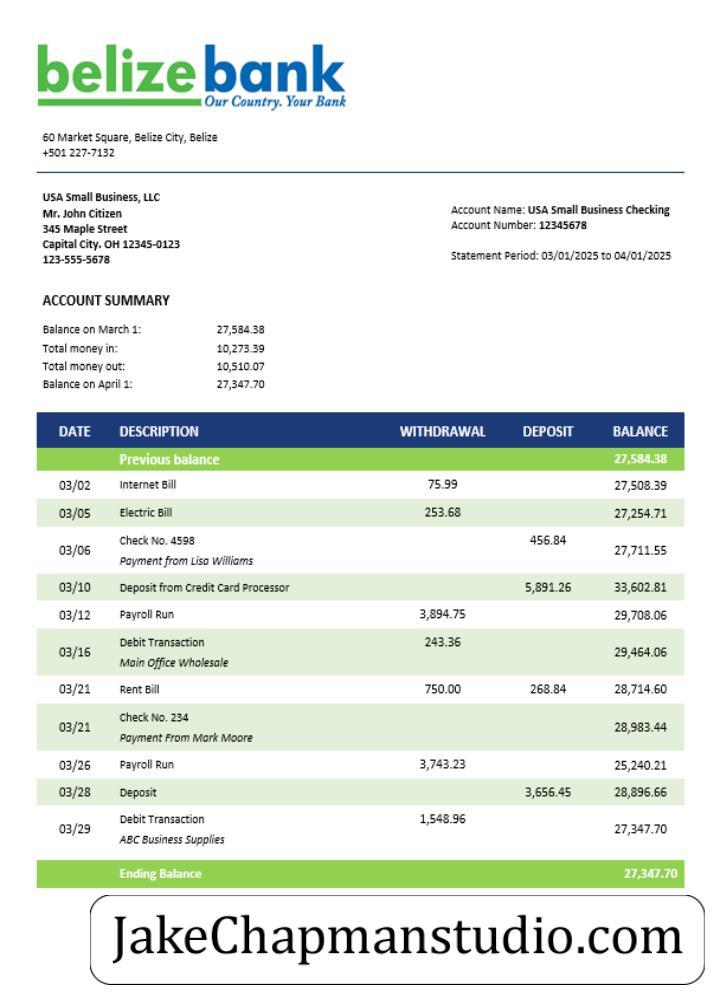 belizebank
Our Country. Your Bank
60 Market Square, Belize City, Belize
+501 227-7132
USA Small Business, LLC
Mr. John Citizen
345 Maple Street
Capital City. OH 12345-0123
123-555-5678
Account Name: USA Small Business Checking
Account Number: 12345678
Statement Period: 03/01/2025 to 04/01/2025
ACCOUNT SUMMARY
Balance on March 1: 27,584.38
Total money in: 10,273.39
Total money out: 10,510.07
Balance on April 1: 27,347.70
DATE DESCRIPTION WITHDRAWAL DEPOSIT BALANCE
Previous balance 27,584.38
03/02 Internet Bill 75.99 27,508.39
03/05 Electric Bill 253.68 27,254.71
03/06 Check No. 4598 456.84 27,711.55
Payment from Lisa Williams
03/10 Deposit from Credit Card Processor 5,891.26 33,602.81
03/12 Payroll Run 3,894.75 29,708.06
03/16 Debit Transaction 243.36 29,464.06
Main Office Wholesale
03/21 Rent Bill 750.00 268.84 28,714.60
03/21 Check No. 234 28,983.44
Payment From Mark Moore
03/26 Payroll Run 3,743.23 25,240.21
03/28 Deposit 3,656.45 28,896.66
03/29 Debit Transaction 1,548.96 27,347.70
ABC Business Supplies
Ending Balance 27,347.70
JakeChapmanstudio.com